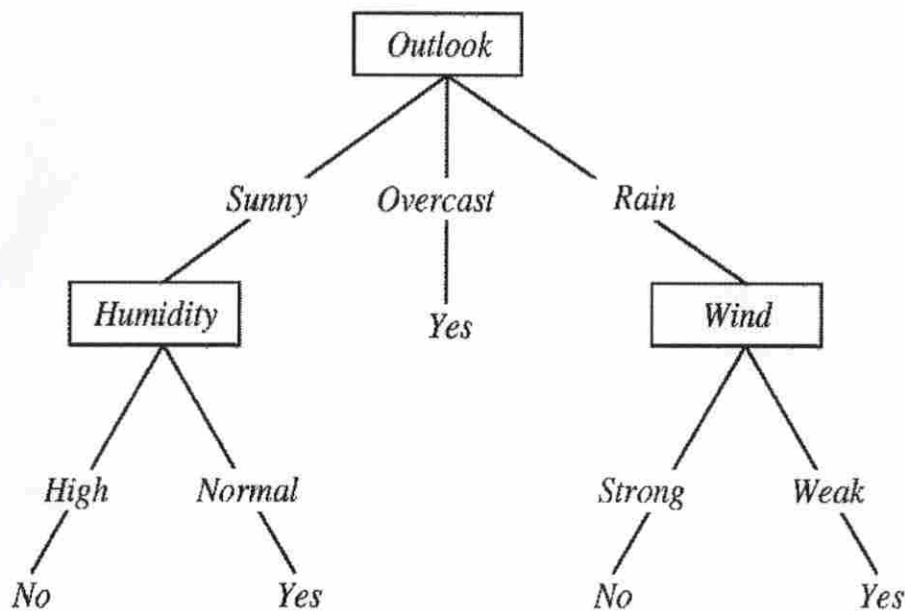 Outlook
Sunny Overcast Rain
Humidity Yes Wind
High Normal Strong Weak
No Yes No Yes